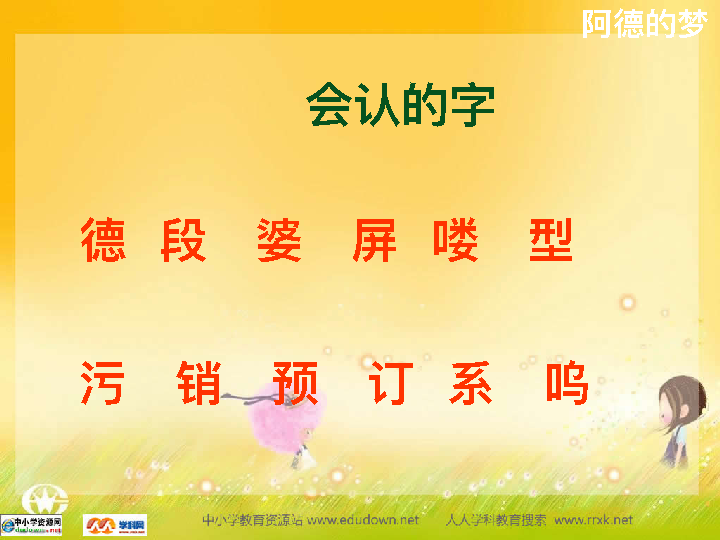 阿德的梦
会认的字
德 段 婆 屏 喽 型
污 销 预 订 系 呜
中小学资源网 学科网 中小学教育资源站 www.edudown.net 人人学科教育搜索 www.rrxk.net